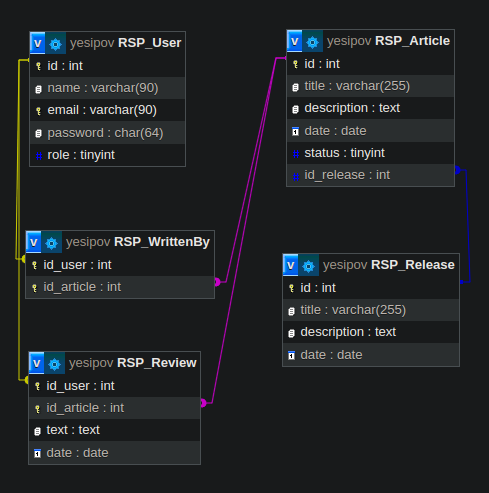 v yesipov RSP_User
id : int
name : varchar(90)
email : varchar(90)
password : char(64)
role : tinyint
v yesipov RSP_Article
id : int
title : varchar(255)
description : text
date : date
status : tinyint
id_release : int
v yesipov RSP_WrittenBy
id_user : int
id_article : int
v yesipov RSP_Release
id : int
title : varchar(255)
description : text
date : date
v yesipov RSP_Review
id_user : int
id_article : int
text : text
date : date